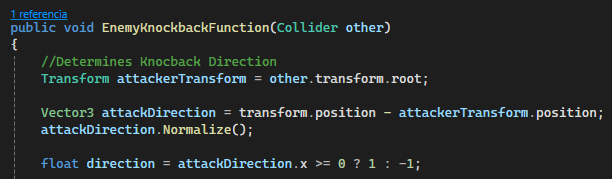 1 referencia
public void EnemyKnockbackFunction(Collider other)
{
//Determines Knocback Direction
Transform attackerTransform = other.transform.root;
Vector3 attackDirection = transform.position - attackerTransform.position;
attackDirection.Normalize();
float direction = attackDirection.x >= 0 ? 1 : -1;